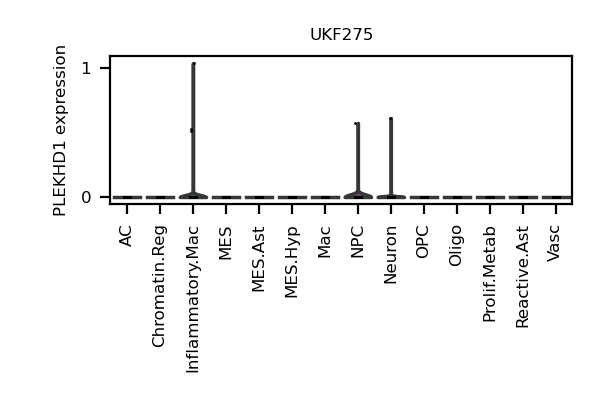 UKF275
PLEKHD1 expression
1
0
AC
Chromatin.Reg
Inflammatory.Mac
MES
MES.Ast
MES.Hyp
Mac
NPC
Neuron
OPC
Oligo
Prolif.Metab
Reactive.Ast
Vasc